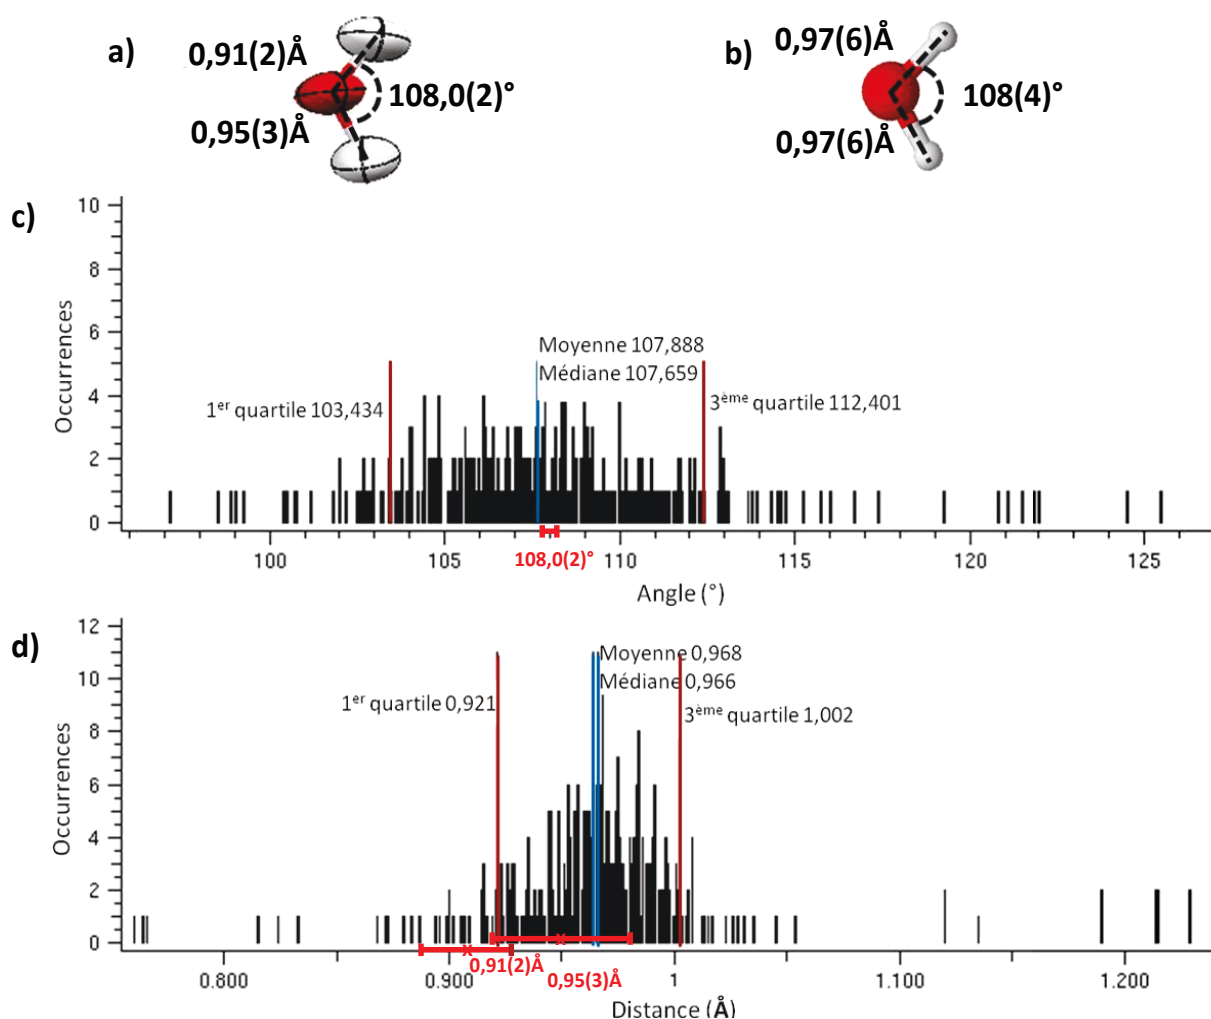 a)
0,91(2)Å
108,0(2)°
0,95(3)Å
b)
0,97(6)Å
108(4)°
0,97(6)Å
c)
10
8
6
4
2
0
Occurrences
Moyenne 107,888
Médiane 107,659
1er quartile 103,434
3ème quartile 112,401
108,0(2)°
100
105
110
115
120
125
Angle (°)
d)
12
10
8
6
4
2
0
Occurrences
Moyenne 0,968
Médiane 0,966
1er quartile 0,921
3ème quartile 1,002
0,91(2)Å
0,95(3)Å
0.800
0.900
1
1.100
1.200
Distance (Å)